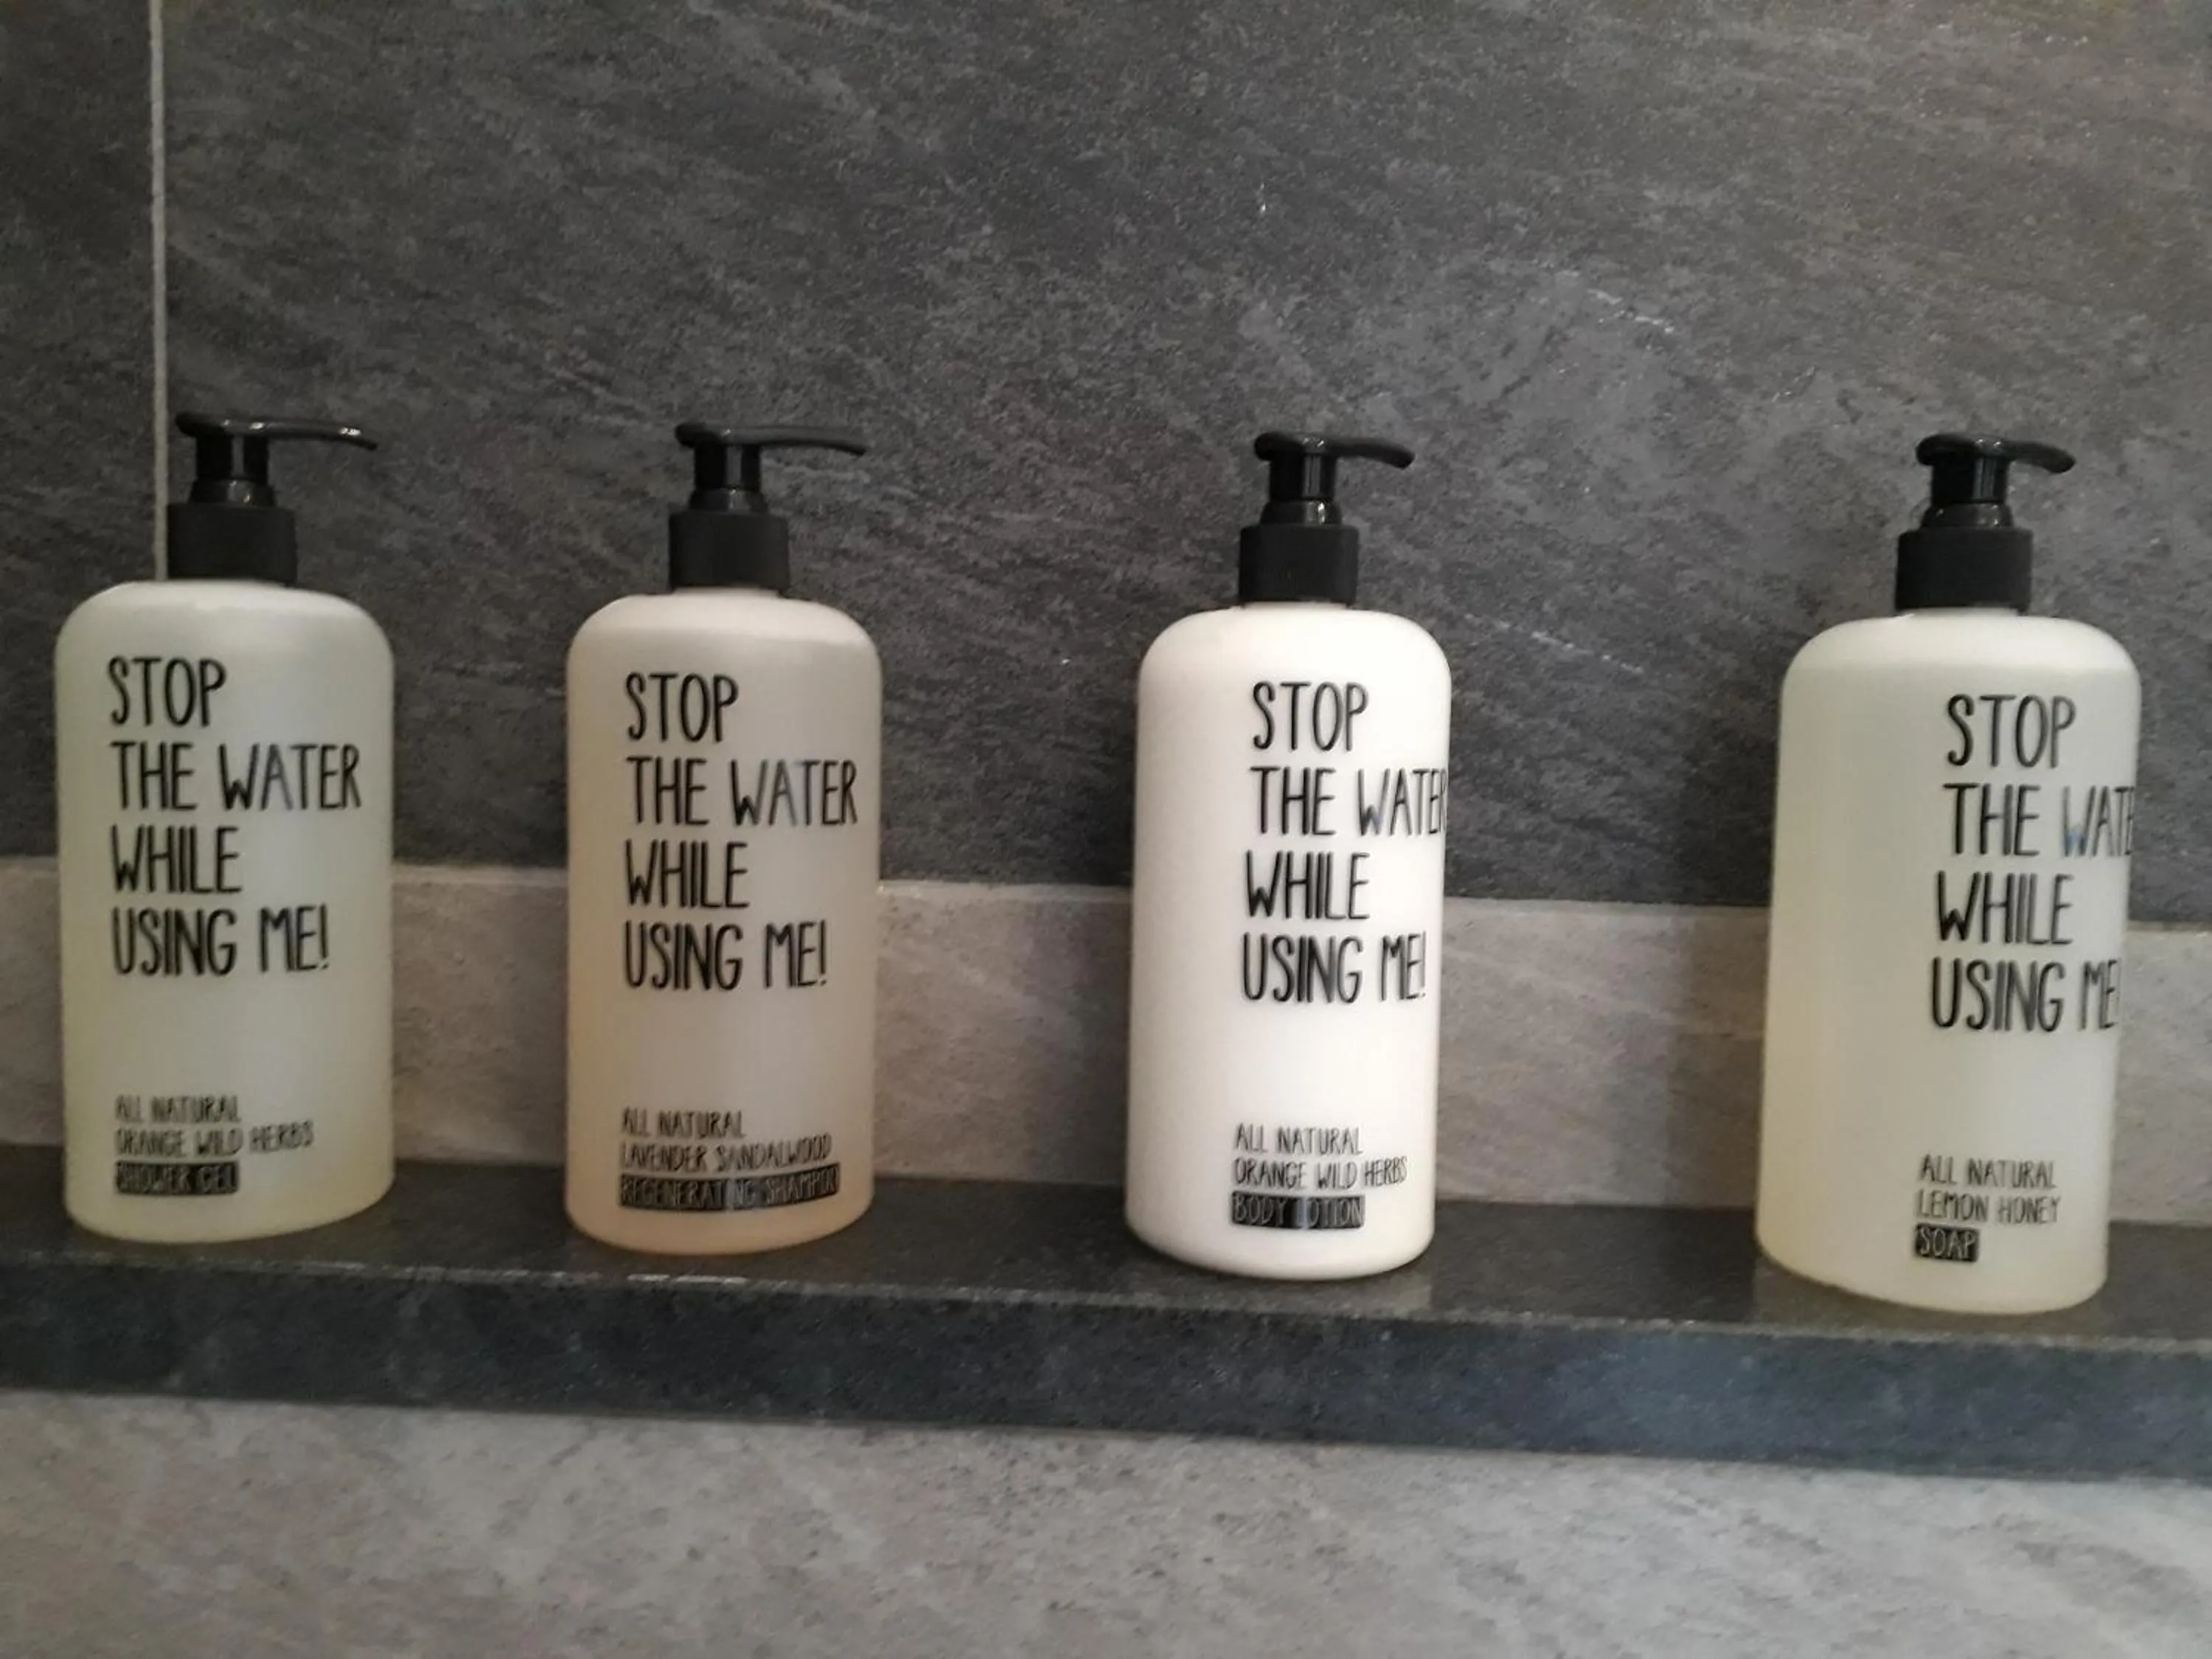 STOP
THE WATER
WHILE
USING ME!
ALL NATURAL
ORANGE WILD HERBS
SHOWER GEL
STOP
THE WATER
WHILE
USING ME!
ALL NATURAL
LAVENDER SANDALWOOD
REGENERATING SHAMPOO
STOP
THE WATER
WHILE
USING ME!
ALL NATURAL
ORANGE WILD HERBS
BODY LOTION
STOP
THE WATE
WHILE
USING ME!
ALL NATURAL
LEMON HONEY
SOAP